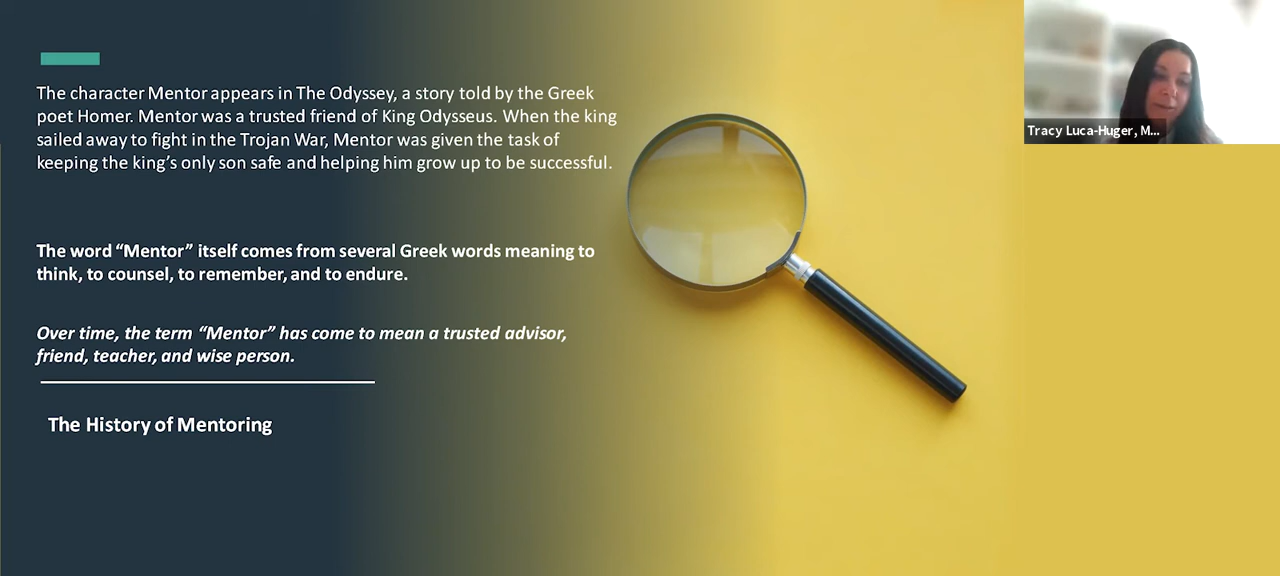 The character Mentor appears in The Odyssey, a story told by the Greek
poet Homer. Mentor was a trusted friend of King Odysseus. When the king
sailed away to fight in the Trojan War, Mentor was given the task of
keeping the king’s only son safe and helping him grow up to be successful.
The word “Mentor” itself comes from several Greek words meaning to
think, to counsel, to remember, and to endure.
Over time, the term “Mentor” has come to mean a trusted advisor,
friend, teacher, and wise person.
The History of Mentoring
Tracy Luca-Huger, M...